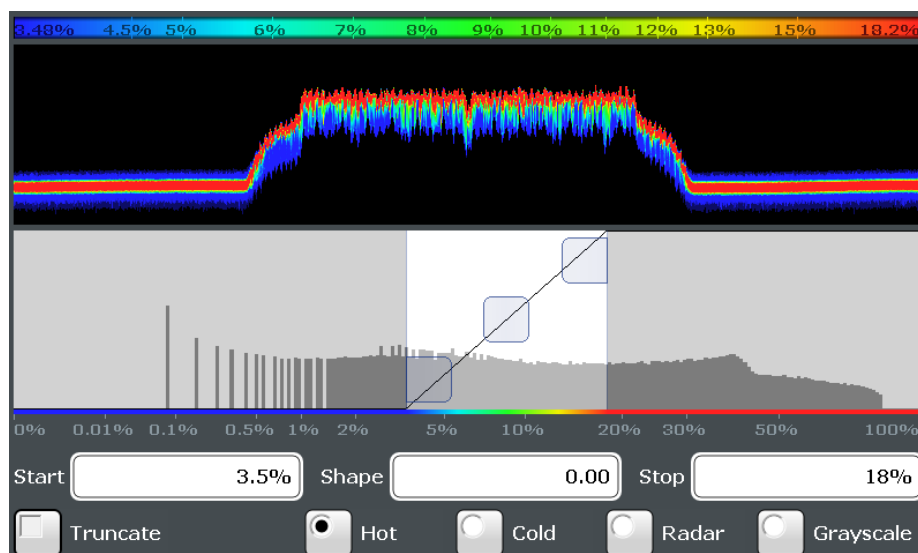 3.48% 4.5% 5% 6% 7% 8% 9% 10% 11% 12% 13% 15% 18.2%
0% 0.01% 0.1% 0.5% 1% 2% 5% 10% 20% 30% 50% 100%
Start 3.5% Shape 0.00 Stop 18%
Truncate Hot Cold Radar Grayscale